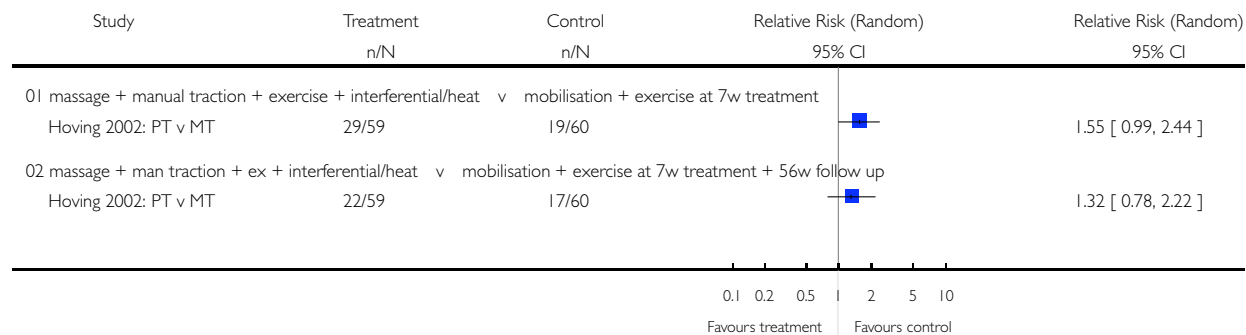 Study Treatment Control Relative Risk (Random) Relative Risk (Random)
n/N n/N 95% CI 95% CI
01 massage + manual traction + exercise + interferential/heat v mobilisation + exercise at 7w treatment
Hoving 2002: PT v MT 29/59 19/60 1.55 [ 0.99, 2.44 ]
02 massage + man traction + ex + interferential/heat v mobilisation + exercise at 7w treatment + 56w follow up
Hoving 2002: PT v MT 22/59 17/60 1.32 [ 0.78, 2.22 ]
0.1 0.2 0.5 1 2 5 10
Favours treatment Favours control